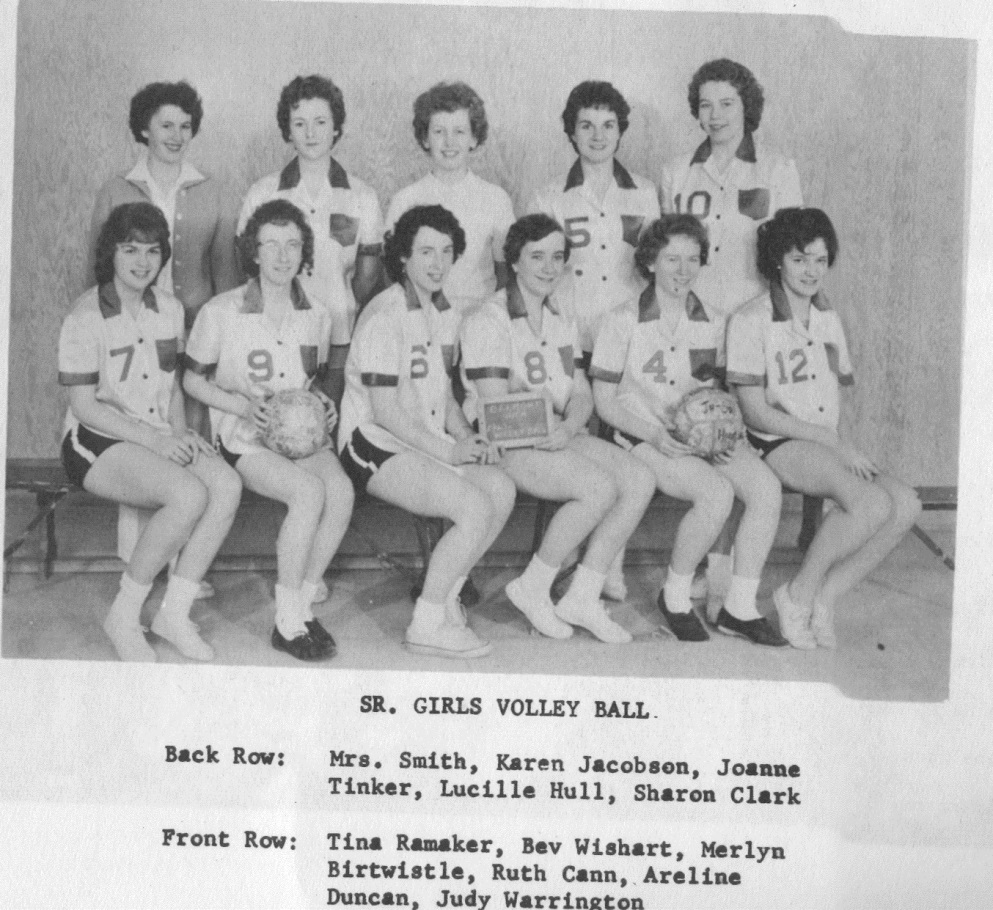 5
10
7
9
6
8
4
12
SR. GIRLS VOLLEY BALL
Back Row: Mrs. Smith, Karen Jacobson, Joanne
Tinker, Lucille Hull, Sharon Clark
Front Row: Tina Ramaker, Bev Wishart, Merlyn
Birtwistle, Ruth Cann, Areline
Duncan, Judy Warrington